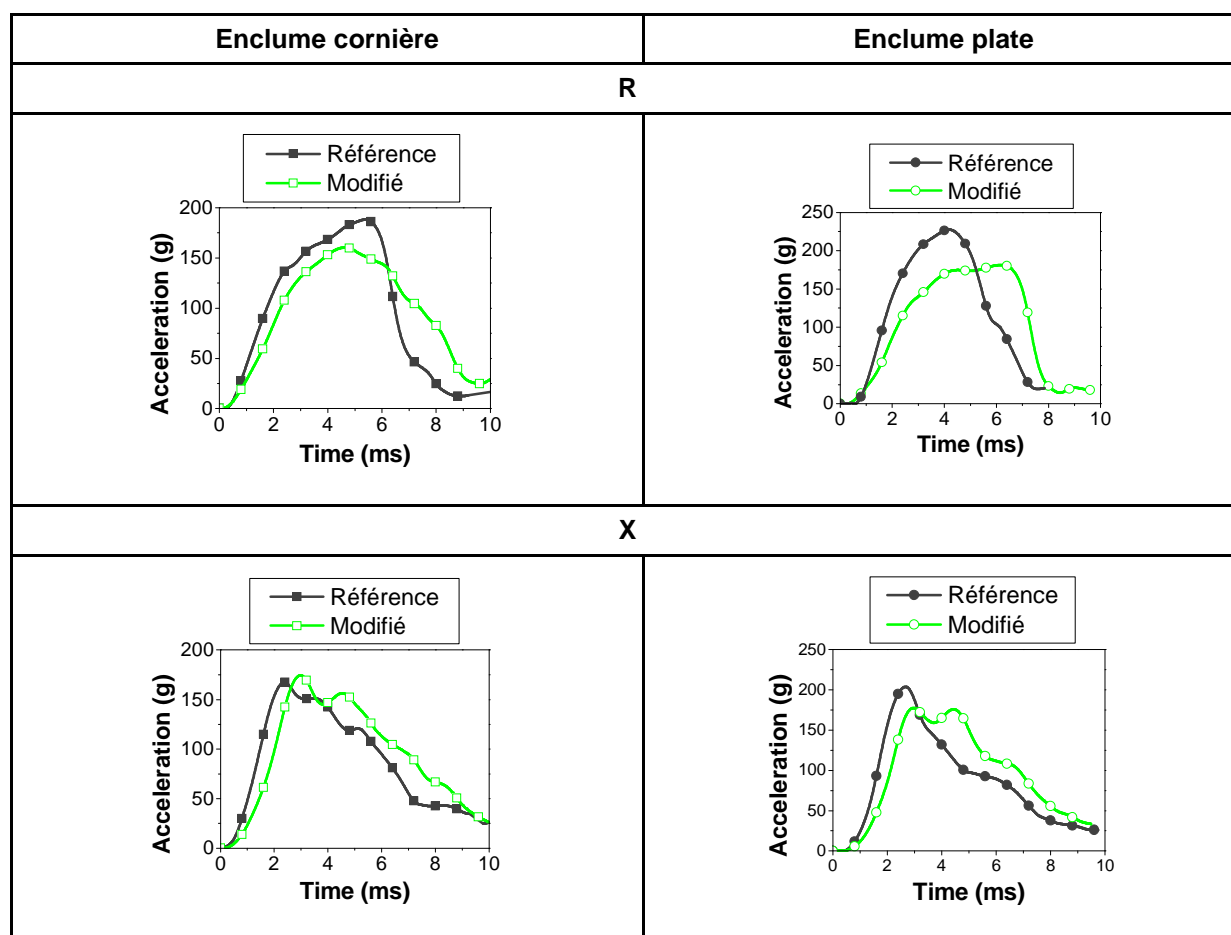 Enclume cornière
Enclume plate
R
Référence
Modifié
200
150
100
50
0
Acceleration (g)
0 2 4 6 8 10
Time (ms)
Référence
Modifié
250
200
150
100
50
0
Acceleration (g)
0 2 4 6 8 10
Time (ms)
X
Référence
Modifié
200
150
100
50
0
Acceleration (g)
0 2 4 6 8 10
Time (ms)
Référence
Modifié
250
200
150
100
50
0
Acceleration (g)
0 2 4 6 8 10
Time (ms)